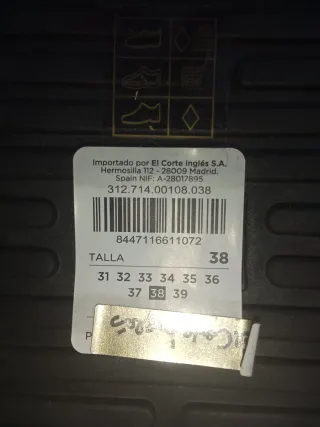 Importado por El Corte Inglés S.A.
Hermosilla 112 - 28009 Madrid.
Spain NIF: A-28017895
312.714.00108.038
8447116611072
TALLA 38
31 32 33 34 35 36
37 38 39
P